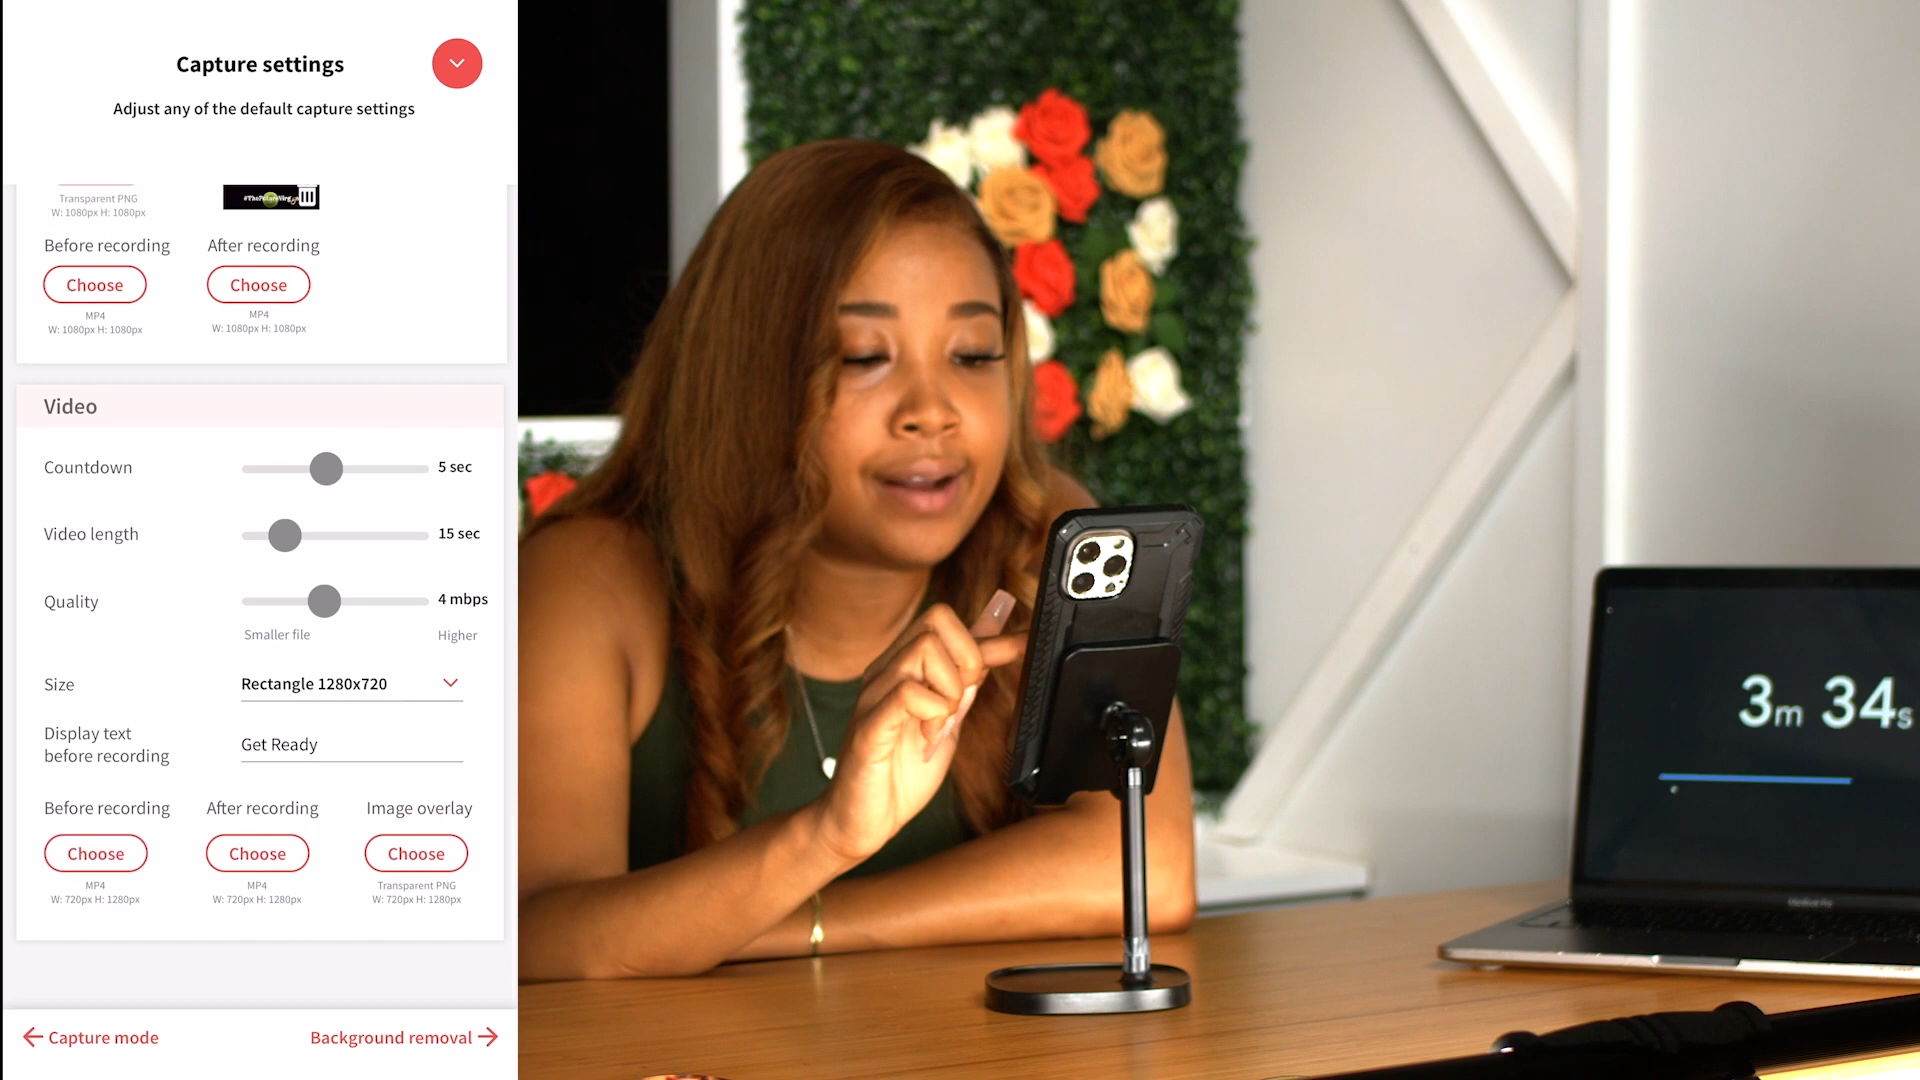 Capture settings
Adjust any of the default capture settings
Transparent PNG
W: 1080px H: 1080px
Before recording
After recording
Choose
Choose
MP4
W: 1080px H: 1080px
MP4
W: 1080px H: 1080px
Video
Countdown
5 sec
Video length
15 sec
Quality
4 mbps
Smaller file
Higher
Size
Rectangle 1280x720
Display text
before recording
Get Ready
Before recording
After recording
Image overlay
Choose
Choose
Choose
MP4
W: 720px H: 1280px
MP4
W: 720px H: 1280px
Transparent PNG
W: 720px H: 1280px
Capture mode
Background removal
3m 34s
MacBook Air